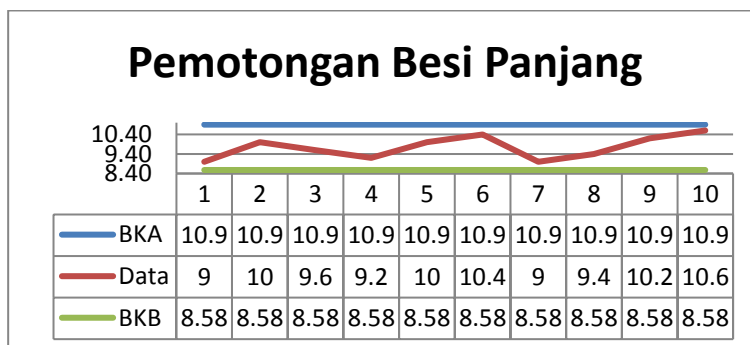 Pemotongan Besi Panjang
10.40
9.40
8.40
1 2 3 4 5 6 7 8 9 10
BKA 10.9 10.9 10.9 10.9 10.9 10.9 10.9 10.9 10.9 10.9
Data 9 10 9.6 9.2 10 10.4 9 9.4 10.2 10.6
BKB 8.58 8.58 8.58 8.58 8.58 8.58 8.58 8.58 8.58 8.58